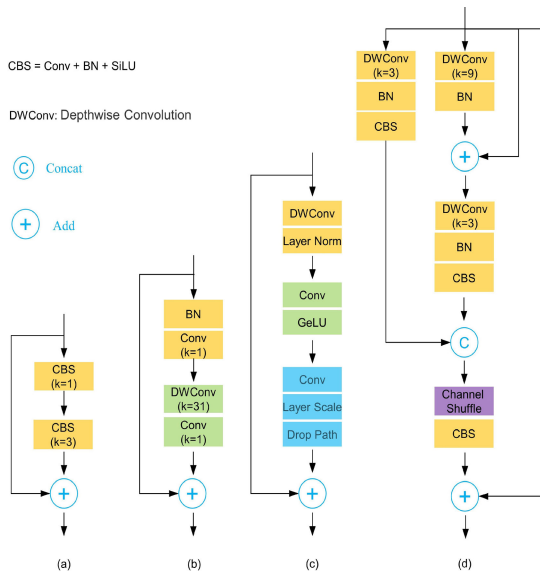 CBS = Conv + BN + SiLU
DWConv: Depthwise Convolution
C Concat
+ Add
CBS
(k=1)
CBS
(k=3)
+
(a)
BN
Conv
(k=1)
DWConv
(k=31)
Conv
(k=1)
+
(b)
DWConv
Layer Norm
Conv
GeLU
Conv
Layer Scale
Drop Path
+
(c)
DWConv
(k=3)
BN
CBS
DWConv
(k=9)
BN
+
DWConv
(k=3)
BN
CBS
C
Channel
Shuffle
CBS
+
(d)